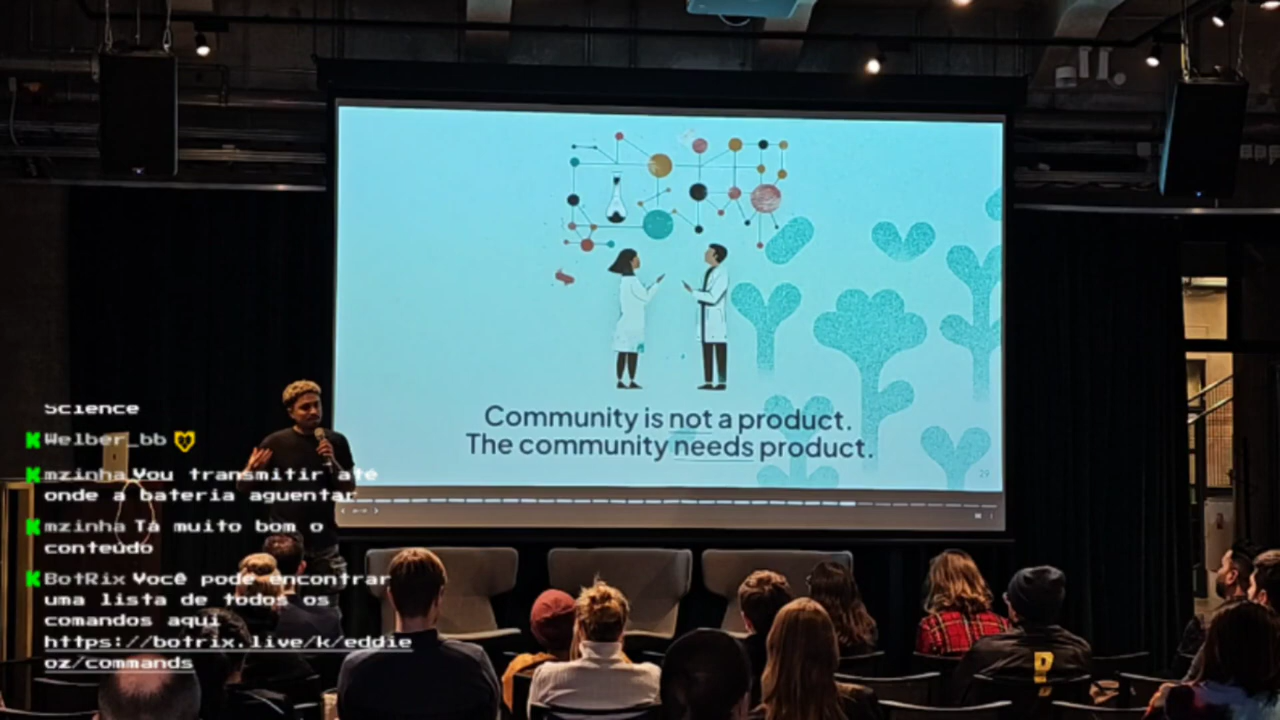 Community is not a product.
The community needs product.
29
Science
Welber_bb
mzinha Vou transmitir até
onde a bateria aguentar
mzinha Tá muito bom o
conteúdo
BotRix Você pode encontrar
uma lista de todos os
comandos aqui
https://botrix.live/k/eddie
oz/commands